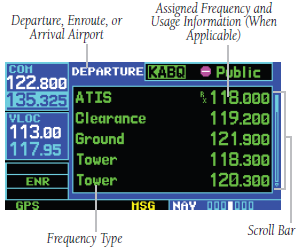 Departure, Enroute, or
Arrival Airport
Assigned Frequency and
Usage Information (When
Applicable)
COM
122.800
135.325
VLOC
113.00
117.95
ENR
GPS
DEPARTURE KABQ Public
ATIS Rx 118.000
Clearance 119.200
Ground 121.900
Tower 118.300
Tower 120.300
MSG NAV
Frequency Type
Scroll Bar